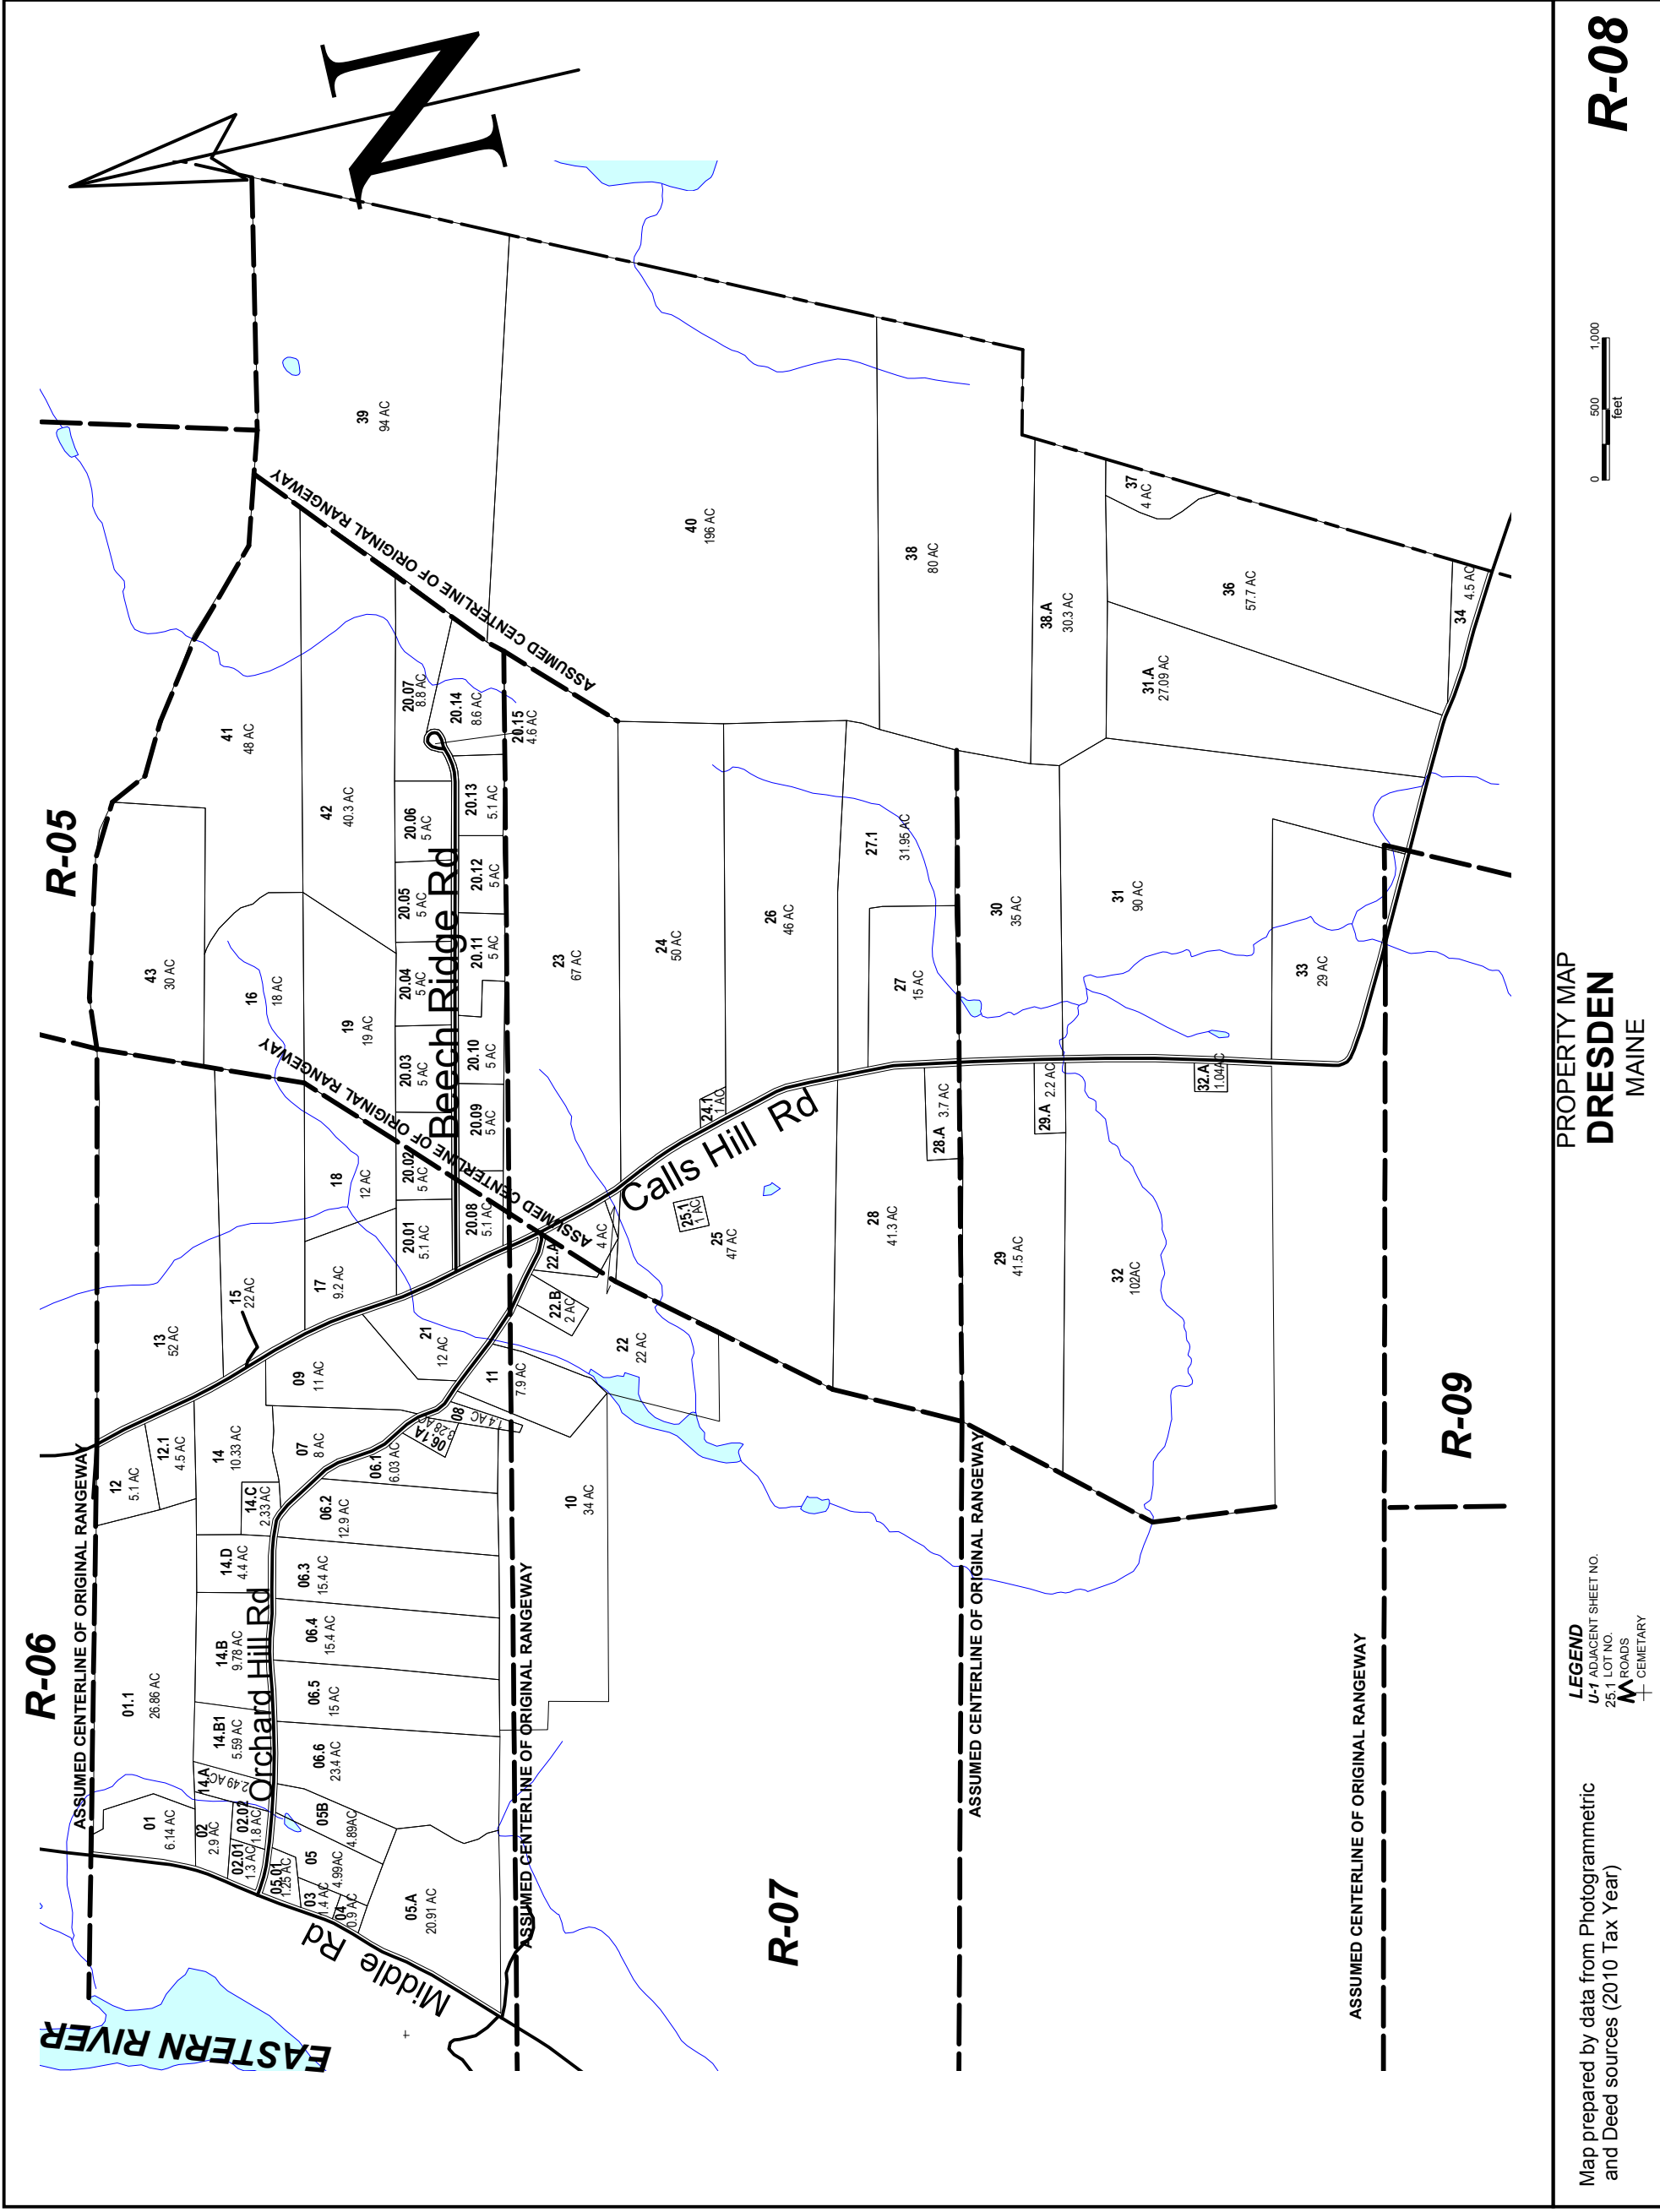 R-06
R-05
ASSUMED CENTERLINE OF ORIGINAL RANGEWAY
EASTERN RIVER
Middle Rd
Orchard Hill Rd
Beech Ridge Rd
Calls Hill Rd
01
6.14 AC
01.1
26.86 AC
02
2.9 AC
02.01
1.3 AC
02.02
1.8 AC
14.A
2.49 AC
14.B1
5.59 AC
14.B
9.78 AC
14.D
4.4 AC
14.C
2.33 AC
14
10.33 AC
12
5.1 AC
12.1
4.5 AC
13
52 AC
15
22 AC
05.01
1.25 AC
03
1.4 AC
04
0.9 AC
05
4.99AC
05B
4.89AC
05.A
20.91 AC
06.6
23.4 AC
06.5
15 AC
06.4
15.4 AC
06.3
15.4 AC
06.2
12.9 AC
06.1
6.03 AC
06.1A
3.28 AC
07
8 AC
08
1.4 AC
09
11 AC
10
34 AC
11
7.9 AC
21
12 AC
17
9.2 AC
18
12 AC
16
18 AC
19
19 AC
43
30 AC
41
48 AC
42
40.3 AC
39
94 AC
N
ASSUMED CENTERLINE OF ORIGINAL RANGEWAY
ASSUMED CENTERLINE OF ORIGINAL RANGEWAY
20.01
5.1 AC
20.02
5 AC
20.03
5 AC
20.04
5 AC
20.05
5 AC
20.06
5 AC
20.07
8.8 AC
20.08
5.1 AC
20.09
5 AC
20.10
5 AC
20.11
5 AC
20.12
5 AC
20.13
5.1 AC
20.14
8.6 AC
20.15
4.6 AC
ASSUMED CENTERLINE OF ORIGINAL RANGEWAY
22.A
4 AC
22.B
2 AC
22
22 AC
23
67 AC
24
50 AC
24.1
1 AC
25.1
1 AC
25
47 AC
26
46 AC
27.1
31.95 AC
27
15 AC
28
41.3 AC
28.A 3.7 AC
40
196 AC
38
80 AC
38.A
30.3 AC
37
4 AC
36
57.7 AC
31.A
27.09 AC
34 4.5 AC
ASSUMED CENTERLINE OF ORIGINAL RANGEWAY
29
41.5 AC
29.A 2.2 AC
30
35 AC
31
90 AC
32
102AC
32.A
1.04AC
33
29 AC
R-07
R-09
ASSUMED CENTERLINE OF ORIGINAL RANGEWAY
Map prepared by data from Photogrammetric
and Deed sources (2010 Tax Year)
LEGEND
U-1 ADJACENT SHEET NO.
25.1 LOT NO.
ROADS
CEMETARY
PROPERTY MAP
DRESDEN
MAINE
0 500 1,000
feet
R-08